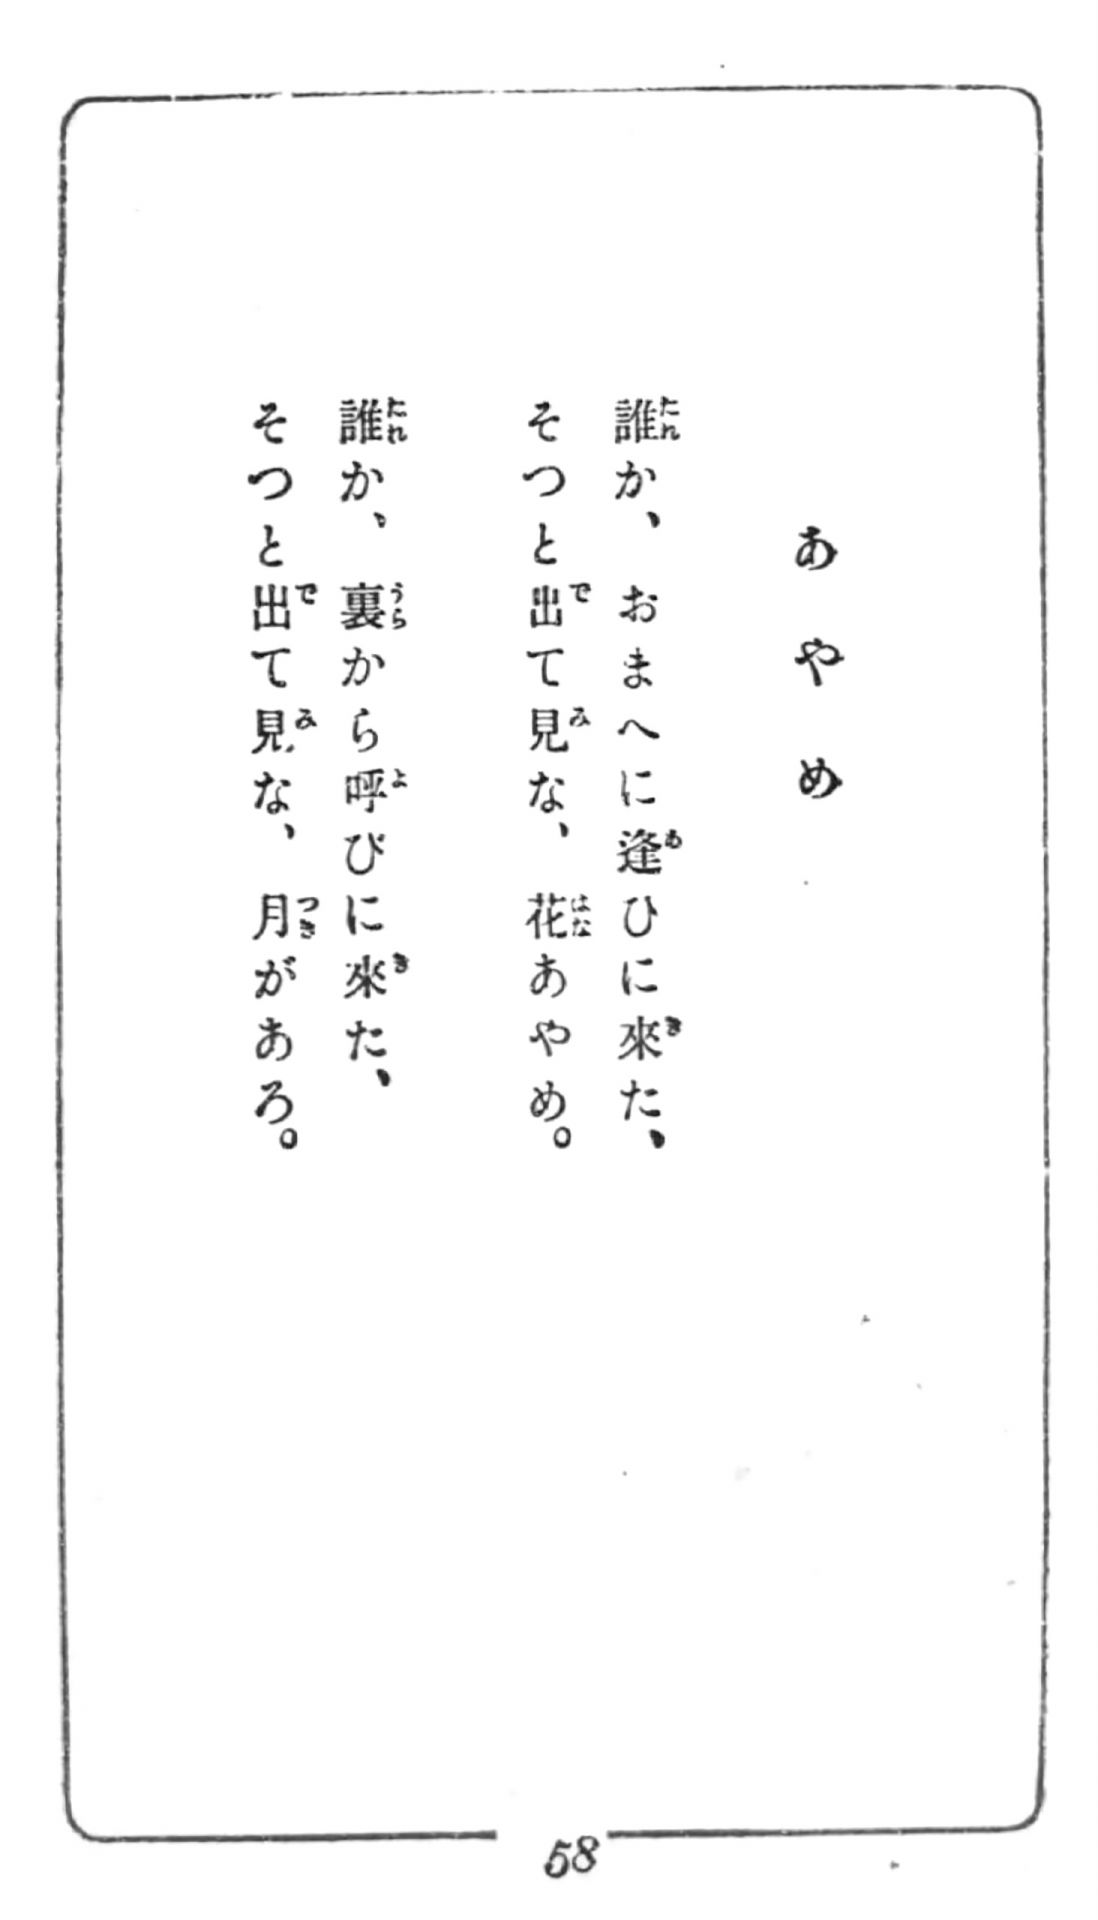 あやめ
誰か、おまへに逢ひに來た、
そつと出て見な、花あやめ。
誰か、裏から呼びに來た、
そつと出て見な、月があろ。
58